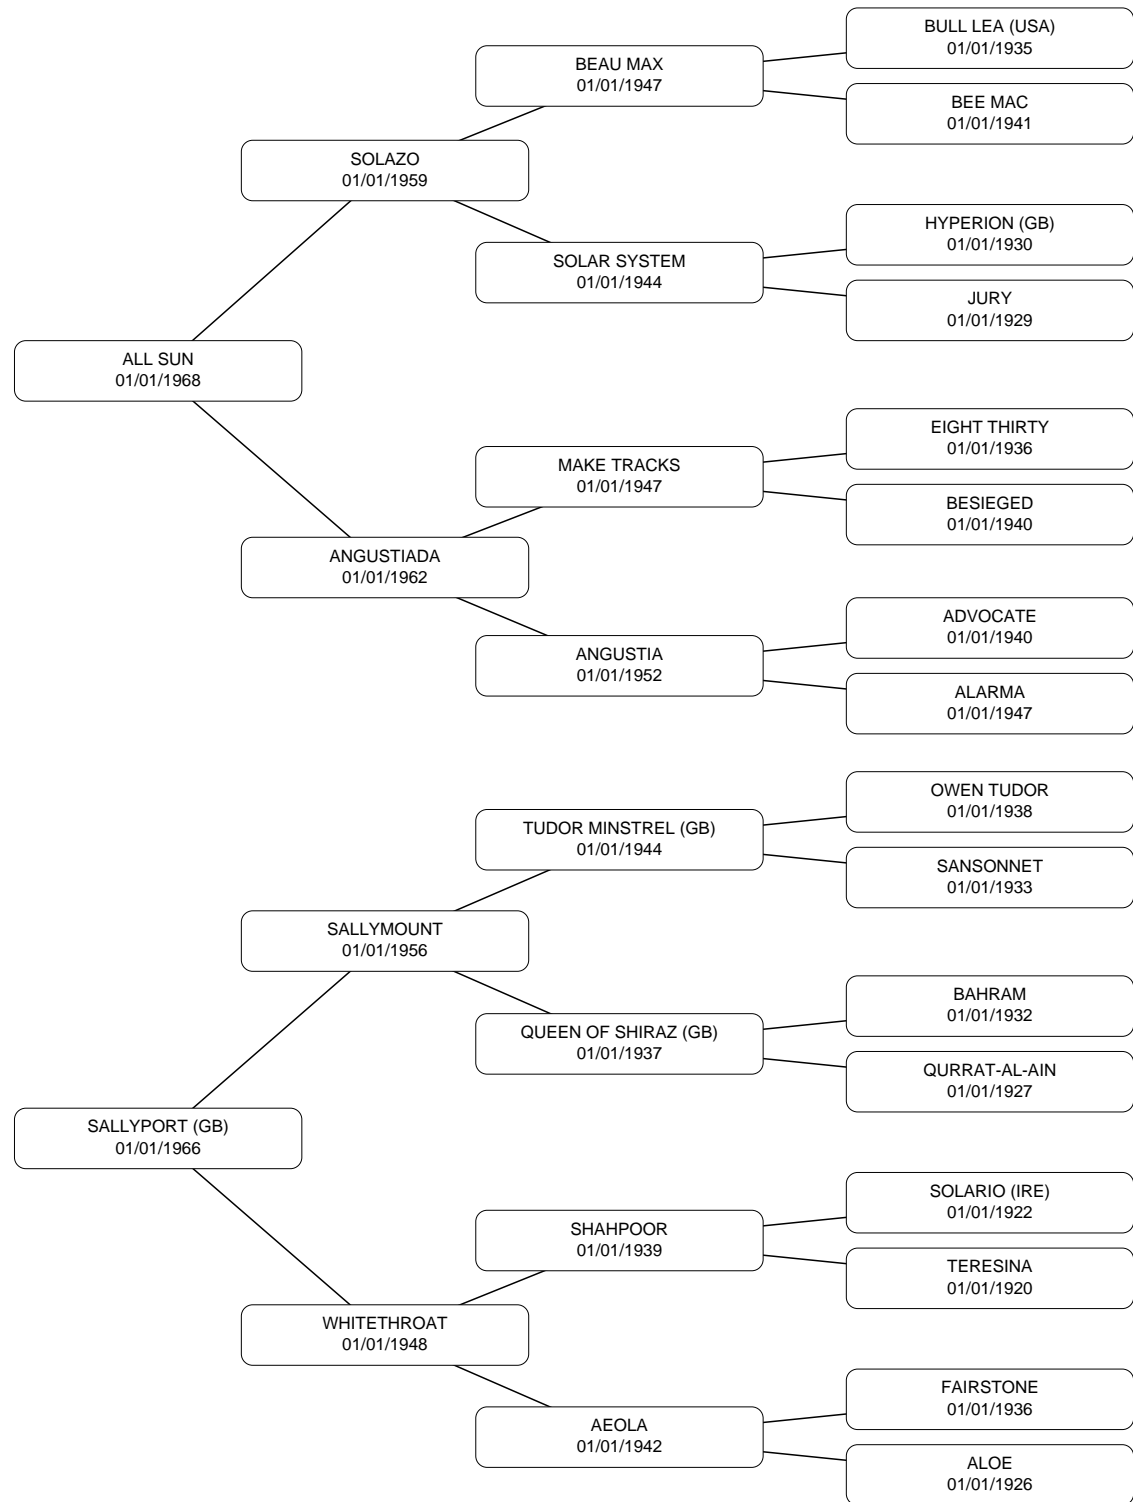 BULL LEA (USA)
01/01/1935
BEAU MAX
01/01/1947
BEE MAC
01/01/1941
SOLAZO
01/01/1959
HYPERION (GB)
01/01/1930
SOLAR SYSTEM
01/01/1944
JURY
01/01/1929
ALL SUN
01/01/1968
EIGHT THIRTY
01/01/1936
MAKE TRACKS
01/01/1947
BESIEGED
01/01/1940
ANGUSTIADA
01/01/1962
ADVOCATE
01/01/1940
ANGUSTIA
01/01/1952
ALARMA
01/01/1947
OWEN TUDOR
01/01/1938
TUDOR MINSTREL (GB)
01/01/1944
SANSONNET
01/01/1933
SALLYMOUNT
01/01/1956
BAHRAM
01/01/1932
QUEEN OF SHIRAZ (GB)
01/01/1937
QURRAT-AL-AIN
01/01/1927
SALLYPORT (GB)
01/01/1966
SOLARIO (IRE)
01/01/1922
SHAHPOOR
01/01/1939
TERESINA
01/01/1920
WHITETHROAT
01/01/1948
FAIRSTONE
01/01/1936
AEOLA
01/01/1942
ALOE
01/01/1926